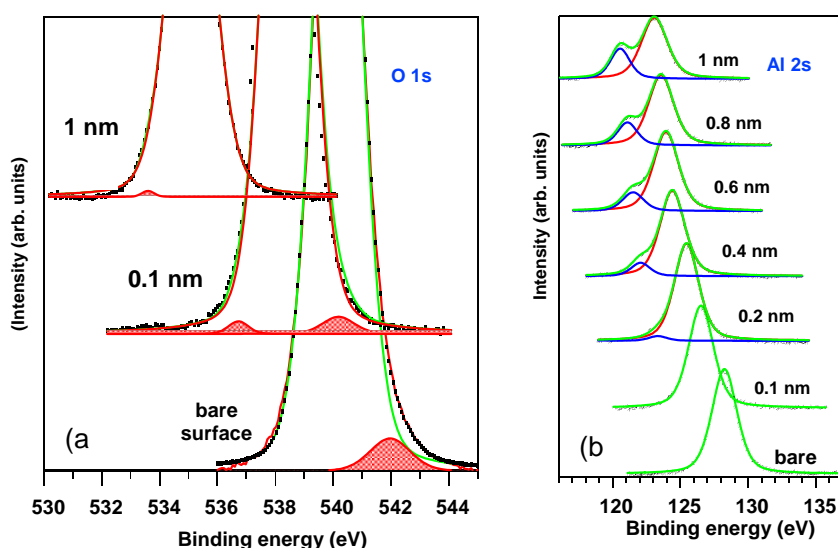 (Intensity (arb. units)
O 1s
1 nm
0.1 nm
bare
surface
(a
530 532 534 536 538 540 542 544
Binding energy (eV)
Intensity (arb. units)
(b)
Al 2s
1 nm
0.8 nm
0.6 nm
0.4 nm
0.2 nm
0.1 nm
bare
120 125 130 135
Binding energy (eV)